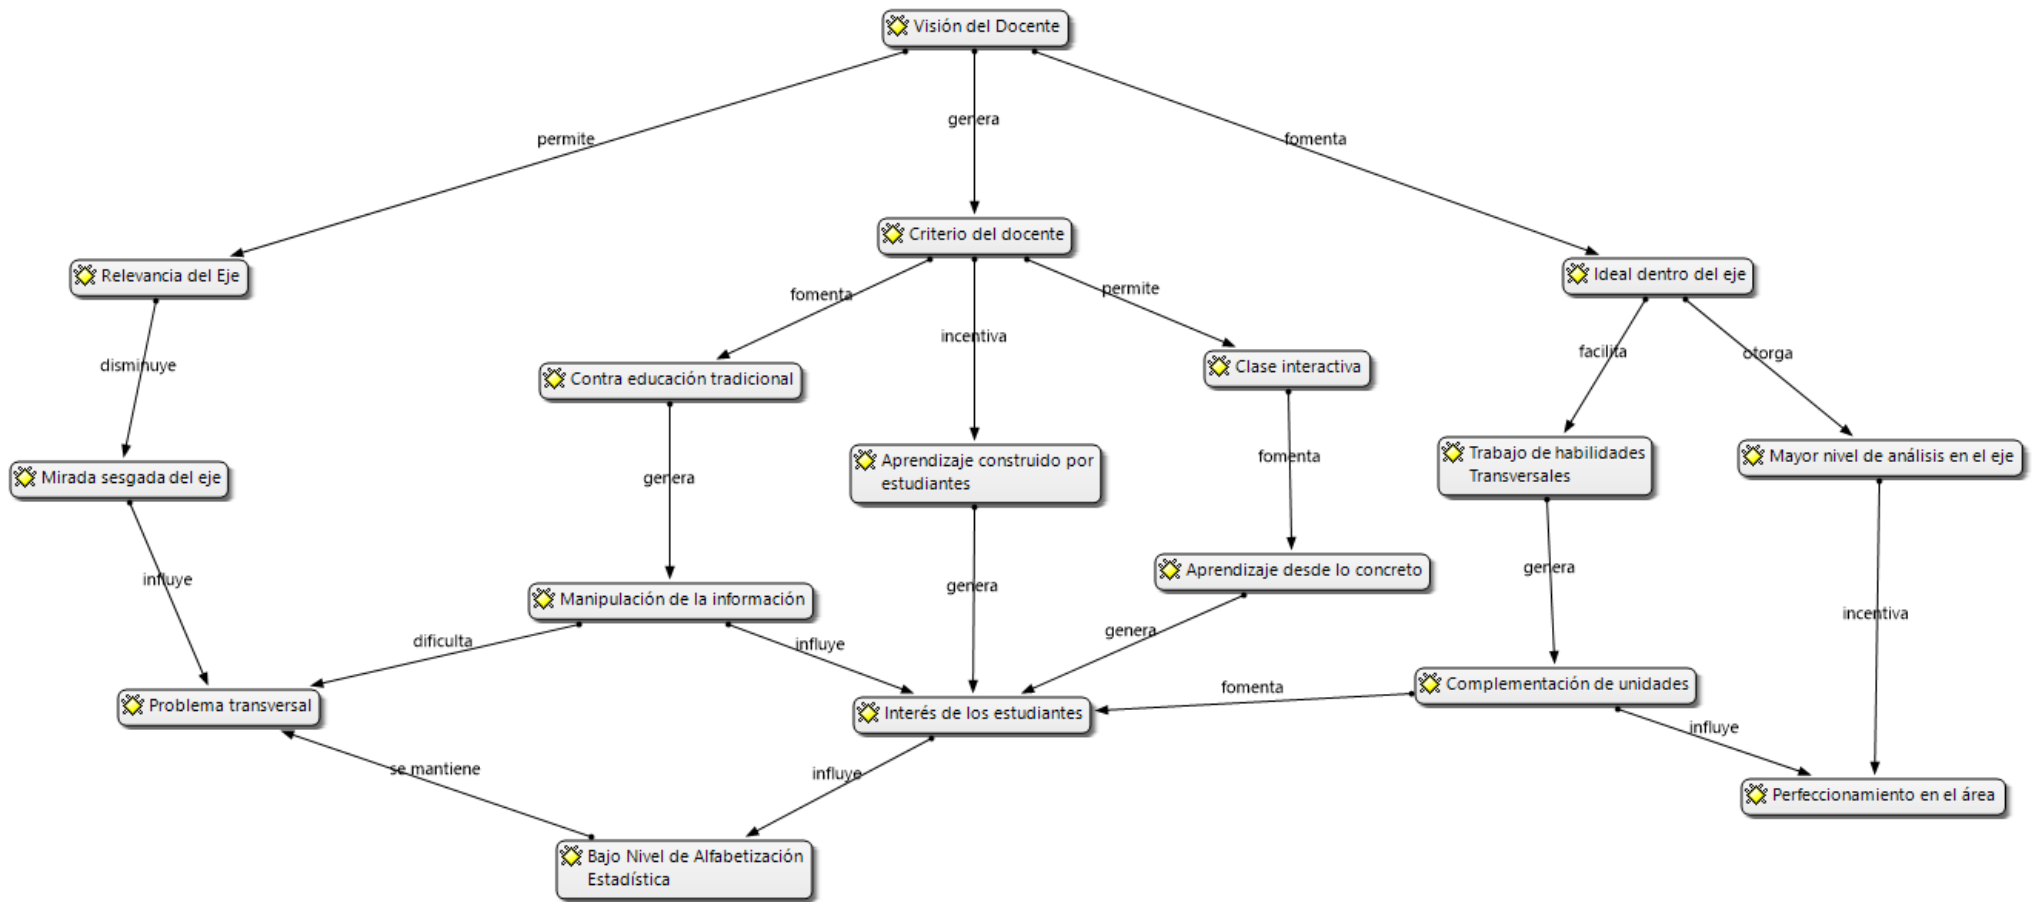 Visión del Docente
permite
genera
fomenta
Criterio del docente
Relevancia del Eje
Ideal dentro del eje
fomenta
incentiva
permite
disminuye
facilita
otorga
Contra educación tradicional
Clase interactiva
Mirada sesgada del eje
genera
Aprendizaje construido por
estudiantes
fomenta
Trabajo de habilidades
Transversales
Mayor nivel de análisis en el eje
influye
Manipulación de la información
genera
Aprendizaje desde lo concreto
genera
incentiva
dificulta
influye
genera
Problema transversal
Interés de los estudiantes
fomenta
Complementación de unidades
influye
se mantiene
influye
Perfeccionamiento en el área
Bajo Nivel de Alfabetización
Estadística